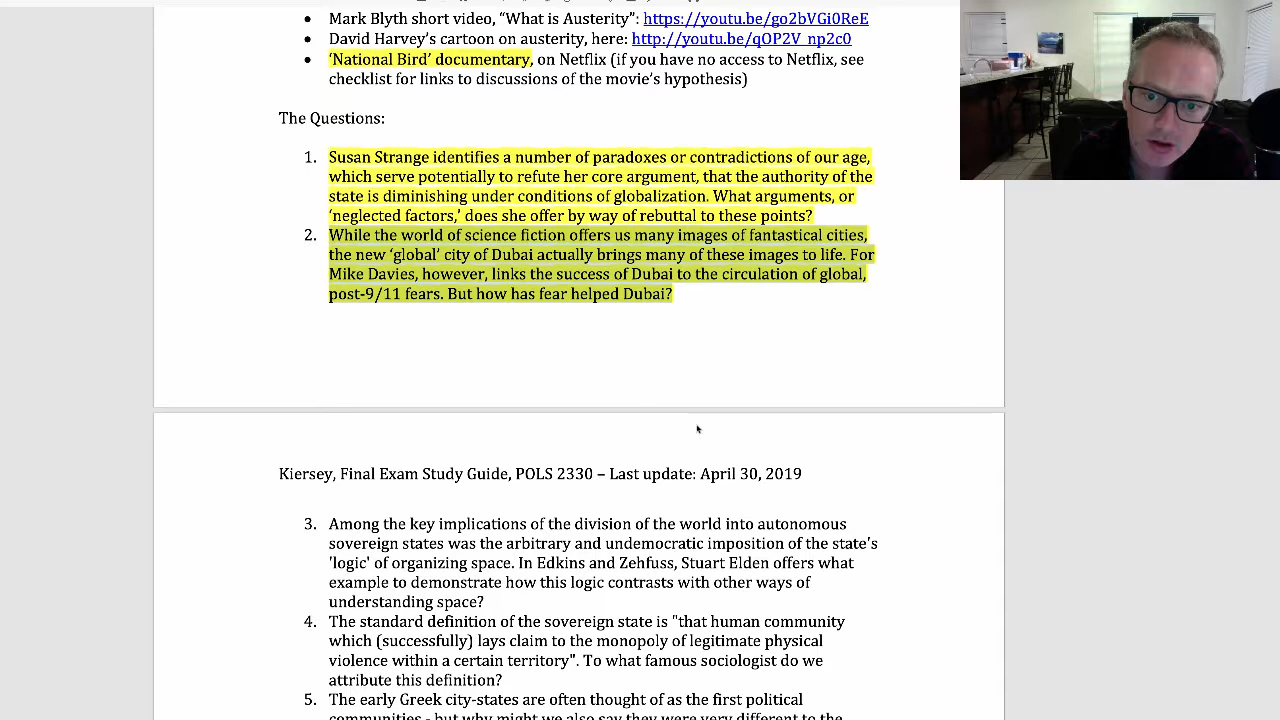 Mark Blyth short video, “What is Austerity”: https://youtu.be/go2bVGi0ReE
David Harvey's cartoon on austerity, here: http://youtu.be/qOP2V_np2c0
‘National Bird’ documentary, on Netflix (if you have no access to Netflix, see
checklist for links to discussions of the movie's hypothesis)
The Questions:
1. Susan Strange identifies a number of paradoxes or contradictions of our age,
which serve potentially to refute her core argument, that the authority of the
state is diminishing under conditions of globalization. What arguments, or
‘neglected factors,’ does she offer by way of rebuttal to these points?
2. While the world of science fiction offers us many images of fantastical cities,
the new ‘global’ city of Dubai actually brings many of these images to life. For
Mike Davies, however, links the success of Dubai to the circulation of global,
post-9/11 fears. But how has fear helped Dubai?
Kiersey, Final Exam Study Guide, POLS 2330 – Last update: April 30, 2019
3. Among the key implications of the division of the world into autonomous
sovereign states was the arbitrary and undemocratic imposition of the state's
'logic' of organizing space. In Edkins and Zehfuss, Stuart Elden offers what
example to demonstrate how this logic contrasts with other ways of
understanding space?
4. The standard definition of the sovereign state is "that human community
which (successfully) lays claim to the monopoly of legitimate physical
violence within a certain territory". To what famous sociologist do we
attribute this definition?
5. The early Greek city-states are often thought of as the first political
communities - but why might we also say they were very different to the